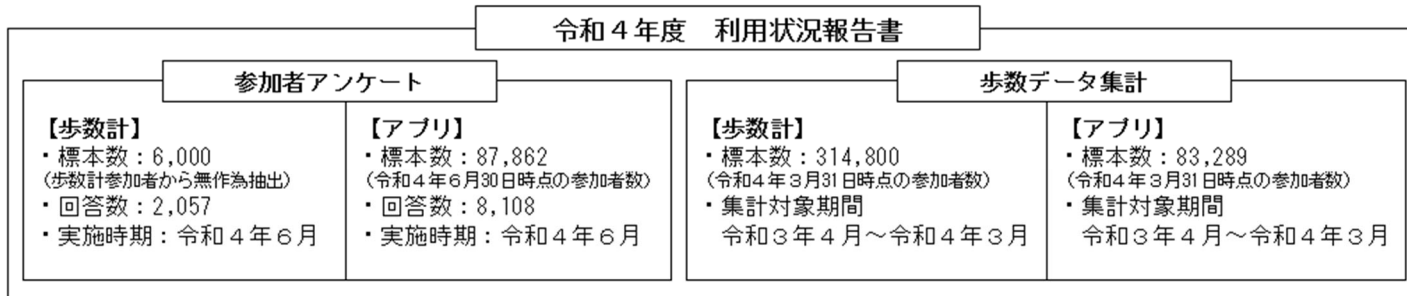 令和４年度　利用状況報告書
参加者アンケート
【歩数計】
・標本数：6,000
（歩数計参加者から無作為抽出）
・回答数：2,057
・実施時期：令和４年６月
【アプリ】
・標本数：87,862
（令和４年６月30日時点の参加者数）
・回答数：8,108
・実施時期：令和４年６月
歩数データ集計
【歩数計】
・標本数：314,800
（令和４年３月31日時点の参加者数）
・集計対象期間
令和３年４月～令和４年３月
【アプリ】
・標本数：83,289
（令和４年３月31日時点の参加者数）
・集計対象期間
令和３年４月～令和４年３月